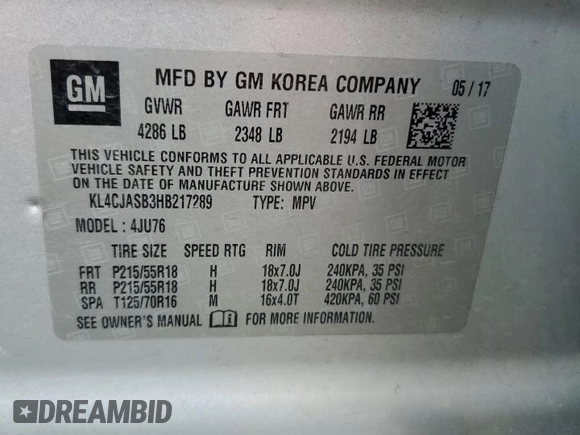 GM
MFD BY GM KOREA COMPANY 05 / 17
GVWR GAWR FRT GAWR RR
4286 LB 2348 LB 2194 LB
THIS VEHICLE CONFORMS TO ALL APPLICABLE U.S. FEDERAL MOTOR
VEHICLE SAFETY AND THEFT PREVENTION STANDARDS IN EFFECT
ON THE DATE OF MANUFACTURE SHOWN ABOVE.
KL4CJASB3HB217289 TYPE: MPV
MODEL : 4JU76
TIRE SIZE SPEED RTG RIM COLD TIRE PRESSURE
FRT P215/55R18 H 18x7.0J 240KPA, 35 PSI
RR P215/55R18 H 18x7.0J 240KPA, 35 PSI
SPA T125/70R16 M 16x4.0T 420KPA, 60 PSI
SEE OWNER'S MANUAL FOR MORE INFORMATION
DREAMBID